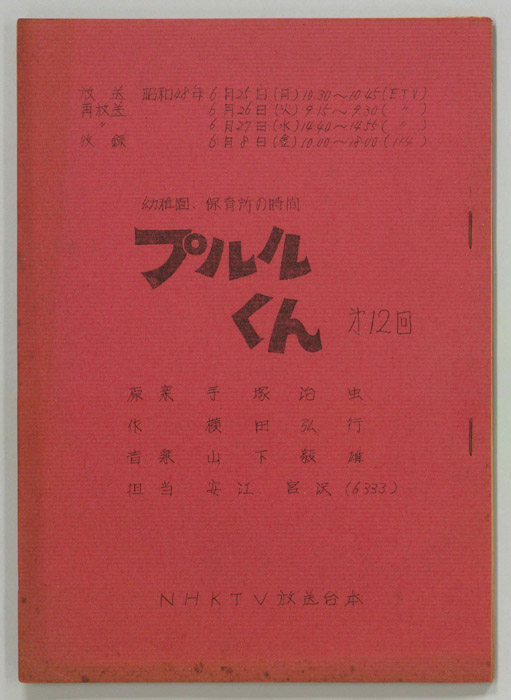 放送 昭和48年6月25日(月)10.30～10.45(ETV)
再放送 6月26日(火)9.15～9.30(〃)
〃 6月27日(水)14.40～14.55(〃)
収録 6月8日(金)10.00～18.00(114)
幼稚園、保育所の時間
プルル
くん 第12回
原案 手塚治虫
作 横田弘行
音楽 山下毅雄
担当 安江 宮沢(6333)
NHKTV放送台本